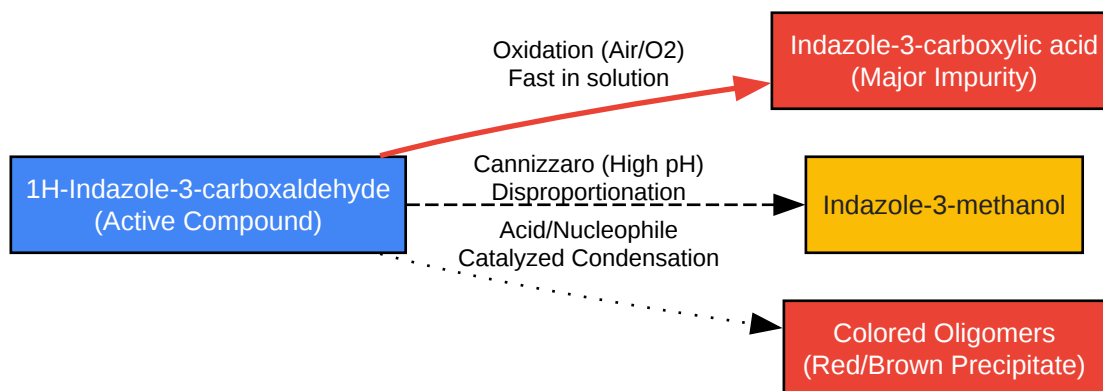 Oxidation (Air/O2)
Fast in solution
Indazole-3-carboxylic acid
(Major Impurity)
1H-Indazole-3-carboxaldehyde
(Active Compound)
Cannizzaro (High pH)
Disproportionation
Indazole-3-methanol
Acid/Nucleophile
Catalyzed Condensation
Colored Oligomers
(Red/Brown Precipitate)